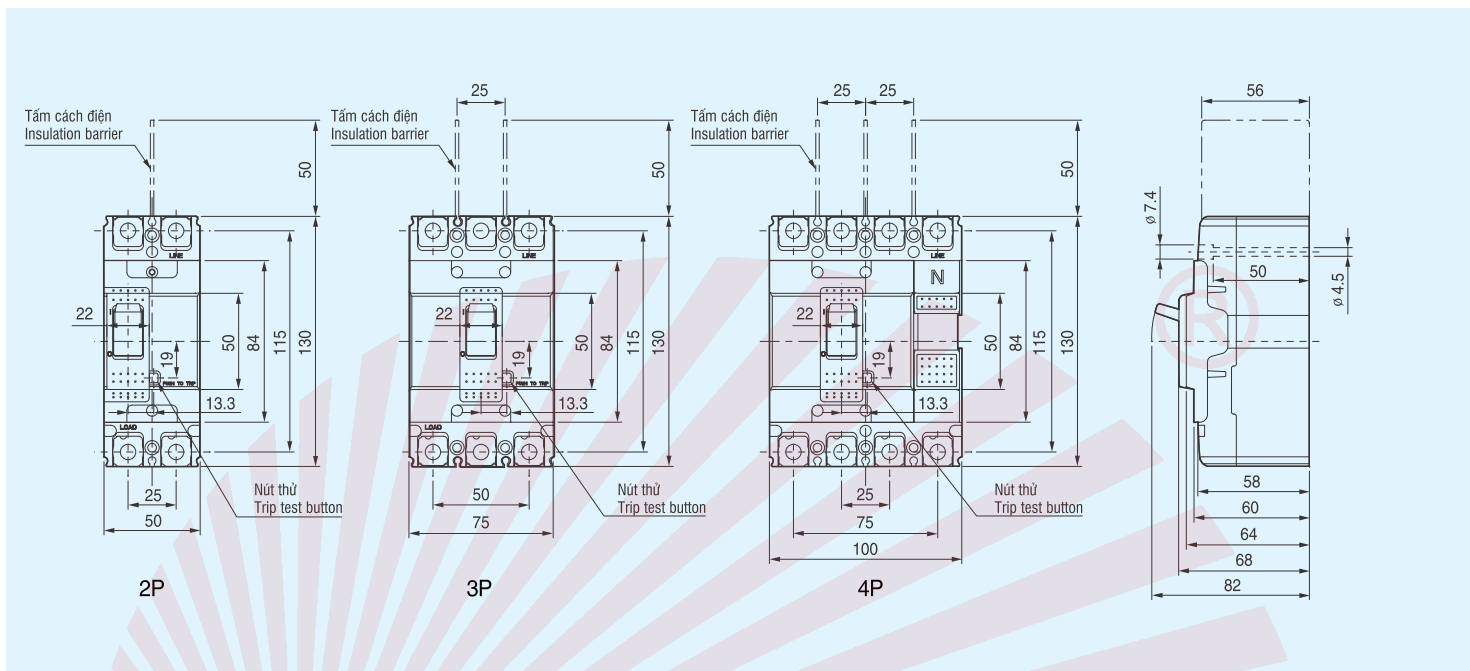 Tấm cách điện
Insulation barrier
50
LINE
22
19
50
84
115
130
PUSH TO TRIP
13.3
LOAD
Nút thử
Trip test button
25
50
2P
25
Tấm cách điện
Insulation barrier
50
LINE
22
19
50
84
115
130
PUSH TO TRIP
13.3
LOAD
Nút thử
Trip test button
50
75
3P
25
25
Tấm cách điện
Insulation barrier
50
LINE
N
22
19
50
84
115
130
13.3
Nút thử
Trip test button
25
75
100
4P
56
ø 7.4
50
ø 4.5
®
58
60
64
68
82